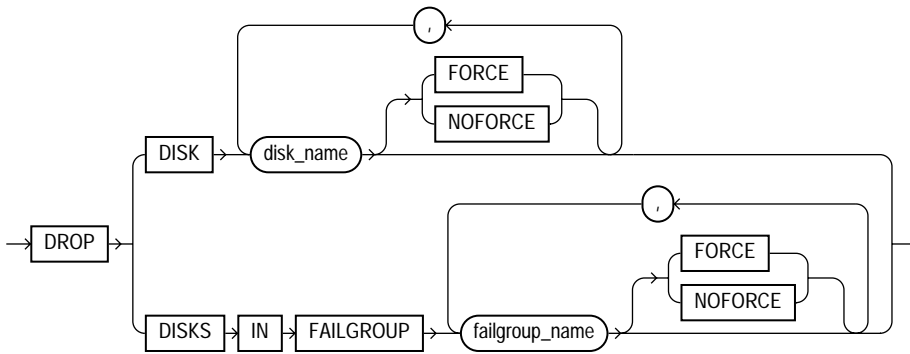 ,
FORCE
NOFORCE
DISK disk_name
,
DROP
FORCE
NOFORCE
DISKS IN FAILGROUP failgroup_name